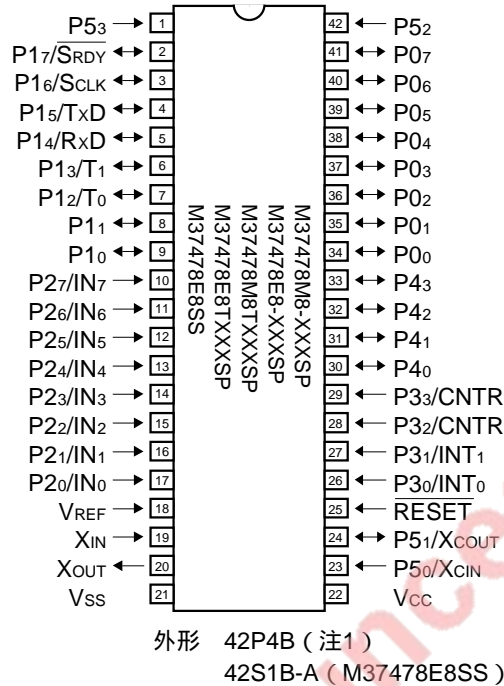 P53 1 42 P52
P17/SRDY 2 41 P07
P16/SCLK 3 40 P06
P15/TXD 4 39 P05
P14/RXD 5 38 P04
P13/T1 6 37 P03
P12/T0 7 36 P02
P11 8 35 P01
P10 9 34 P00
P27/IN7 10 33 P43
P26/IN6 11 32 P42
P25/IN5 12 31 P41
P24/IN4 13 30 P40
P23/IN3 14 29 P33/CNTR
P22/IN2 15 28 P32/CNTR
P21/IN1 16 27 P31/INT1
P20/IN0 17 26 P30/INT0
VREF 18 25 RESET
XIN 19 24 P51/XCOUT
XOUT 20 23 P50/XCIN
VSS 21 22 VCC
M37478M8-XXXSP
M37478E8-XXXSP
M37478M8TXXXSP
M37478E8TXXXSP
M37478E8SS
外形 42P4B（注1）
42S1B-A（M37478E8SS）